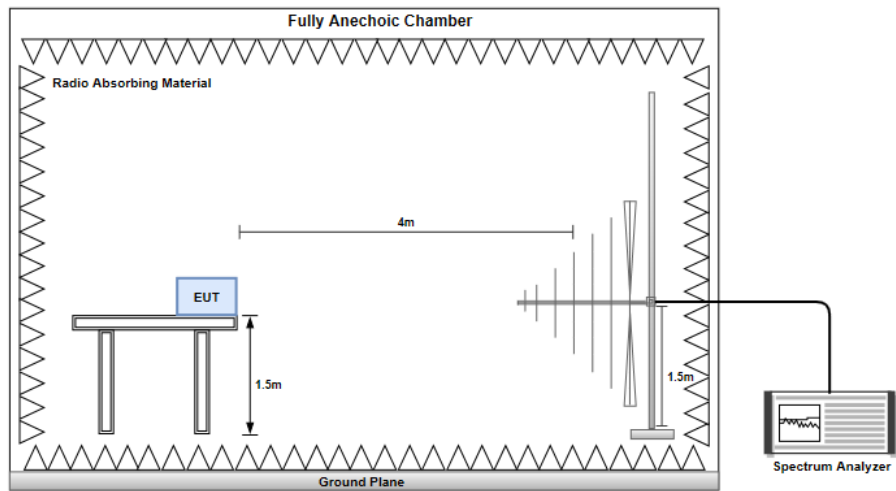 Fully Anechoic Chamber
Radio Absorbing Material
4m
EUT
1.5m
1.5m
Spectrum Analyzer
Ground Plane